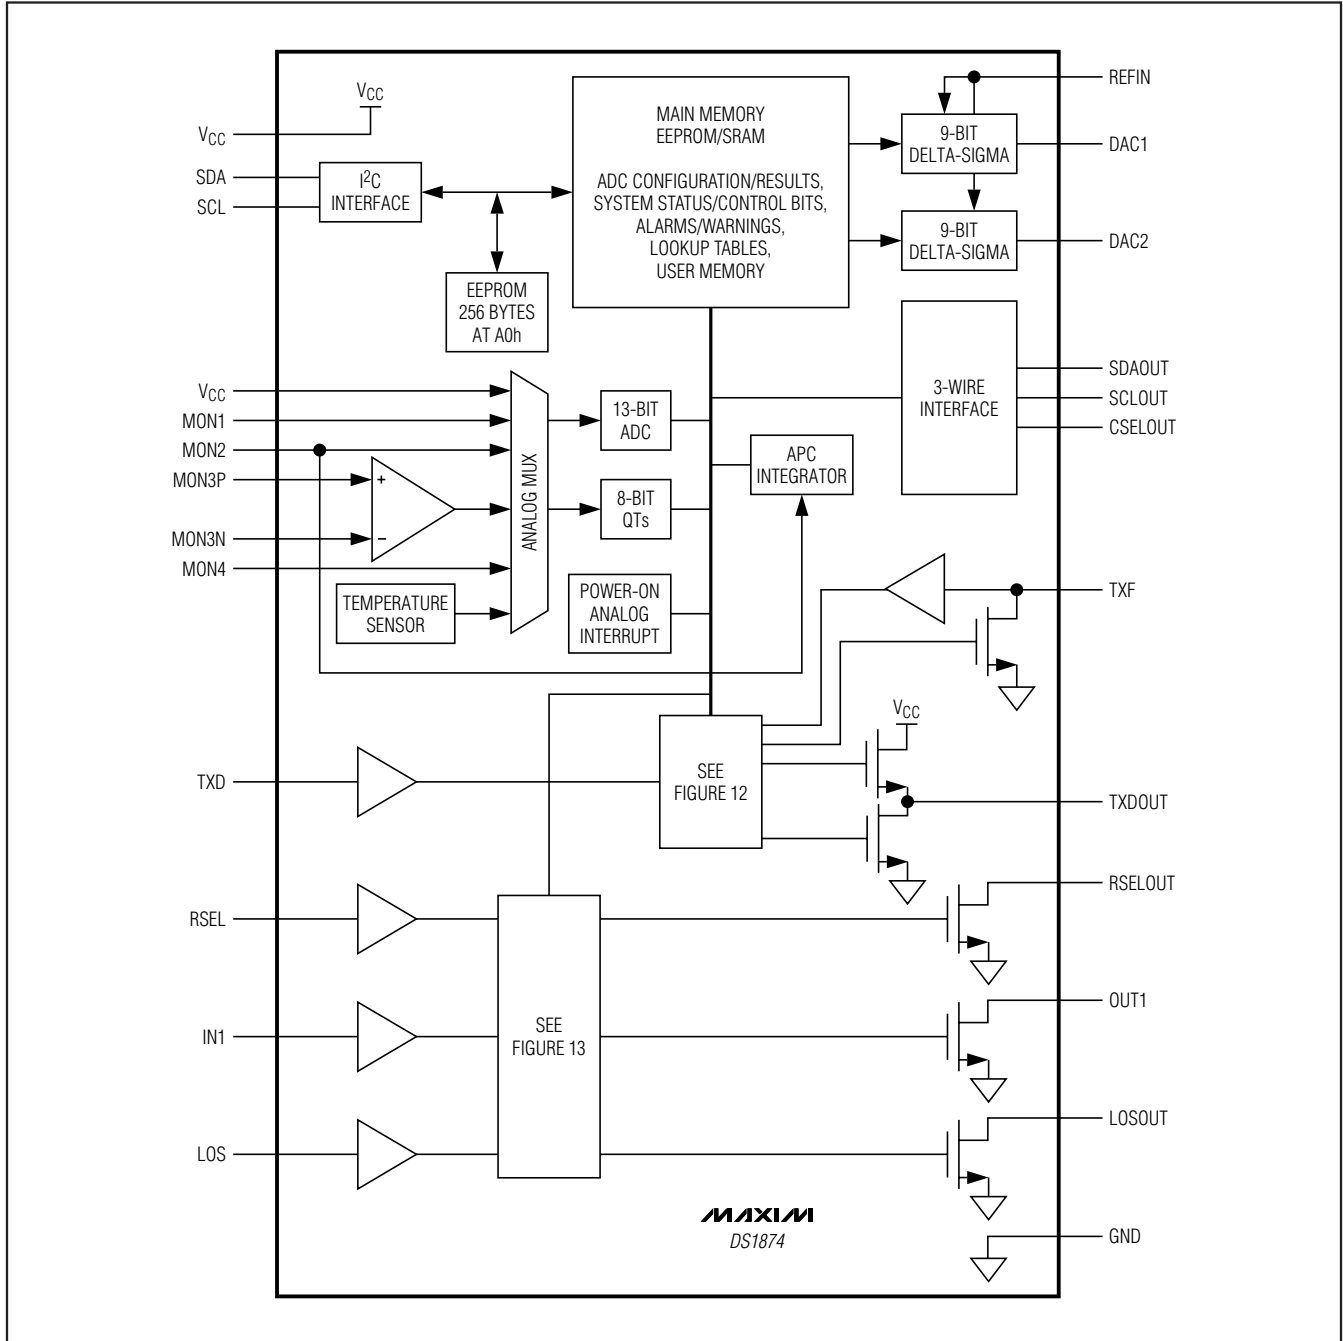 REFIN
VCC
MAIN MEMORY
EEPROM/SRAM
ADC CONFIGURATION/RESULTS,
SYSTEM STATUS/CONTROL BITS,
ALARMS/WARNINGS,
LOOKUP TABLES,
USER MEMORY
9-BIT
DELTA-SIGMA
DAC1
VCC
SDA
SCL
I2C
INTERFACE
9-BIT
DELTA-SIGMA
DAC2
EEPROM
256 BYTES
AT A0h
VCC
MON1
MON2
MON3P
MON3N
MON4
+
−
ANALOG MUX
13-BIT
ADC
8-BIT
QTs
APC
INTEGRATOR
3-WIRE
INTERFACE
SDAOUT
SCLOUT
CSELOUT
TEMPERATURE
SENSOR
POWER-ON
ANALOG
INTERRUPT
TXF
VCC
TXD
SEE
FIGURE 12
TXDOUT
RSELOUT
RSEL
OUT1
IN1
SEE
FIGURE 13
LOSOUT
LOS
MAXIM
DS1874
GND